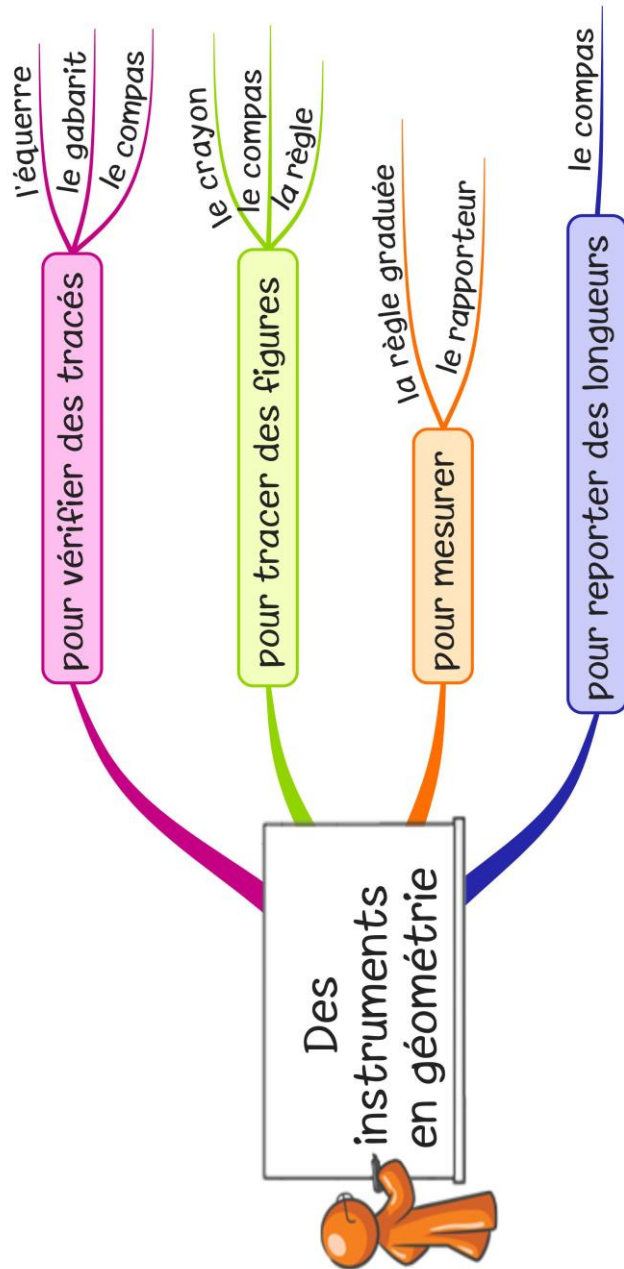 Des
instruments
en géométrie
pour vérifier des tracés
l'équerre
le gabarit
le compas
pour tracer des figures
le crayon
le compas
la règle
pour mesurer
la règle graduée
le rapporteur
pour reporter des longueurs
le compas